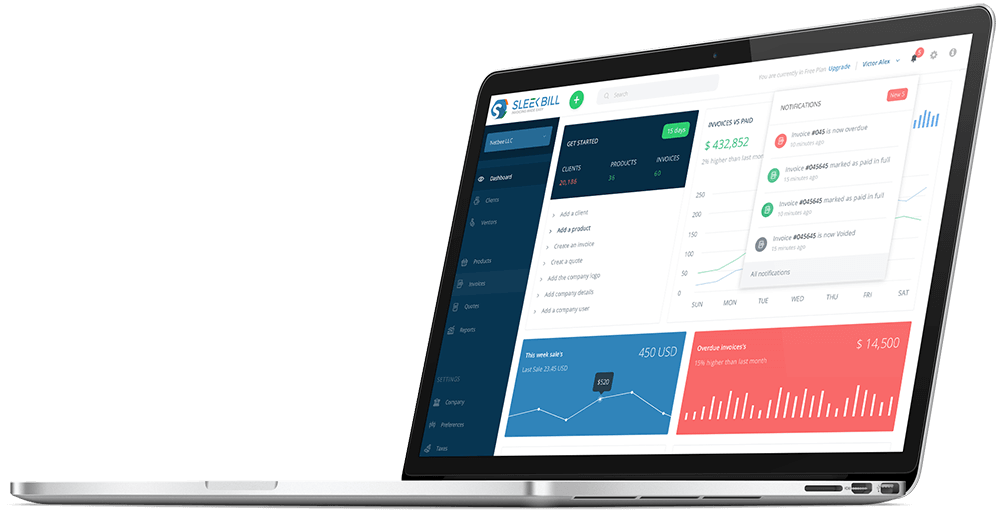 SLEEK BILL
Search
You are currently in Free Plan Upgrade
Victor Alex
5
Netbee LLC
Dashboard
Clients
Ventors
Products
Invoices
Quotes
Reports
SETTINGS
Company
Preferences
Taxes
GET STARTED
15 days
CLIENTS
PRODUCTS
INVOICES
20,186
36
60
Add a client
Add a product
Create an invoice
Creat a quote
Add the company logo
Add company details
Add a company user
INVOICES VS PAID
$ 432,852
2% higher than last mon
250
200
150
100
50
0
SUN
MON
TUE
WED
THU
FRI
SAT
NOTIFICATIONS
New 5
Invoice #045 is now overdue
10 minutes ago
Invoice #045645 marked as paid in full
15 minutes ago
Invoice #045645 marked as paid in full
10 minutes ago
Invoice #045645 is now Voided
15 minutes ago
All notifications
This week sale's
450 USD
Last Sale 23.45 USD
$520
Overdue invoices's
$ 14,500
15% higher than last month